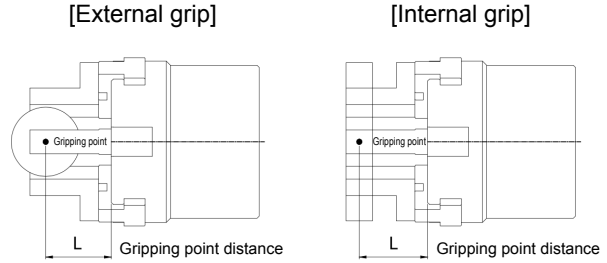 [External grip]
[Internal grip]
Gripping point
Gripping point
L
Gripping point distance
L
Gripping point distance